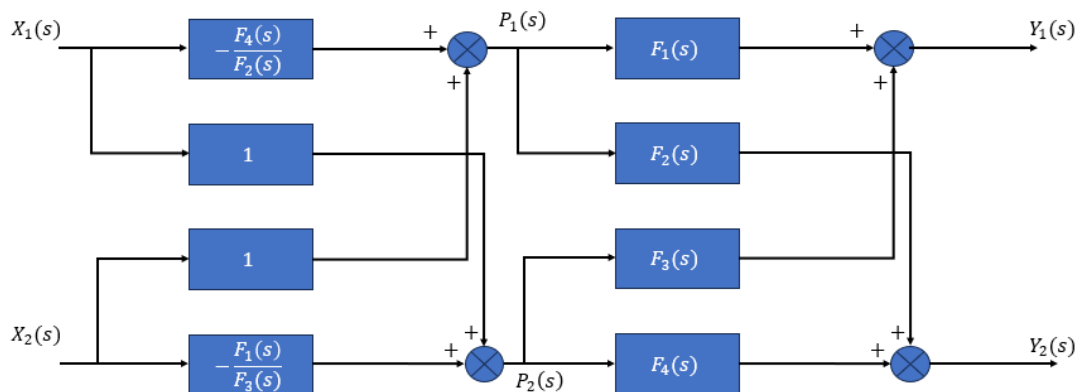 X₁(s)
P₁(s)
Y₁(s)
−F₄(s)/F₂(s)
+
+
F₁(s)
+
+
1
F₂(s)
1
F₃(s)
X₂(s)
−F₁(s)/F₃(s)
+
+
P₂(s)
F₄(s)
+
+
Y₂(s)